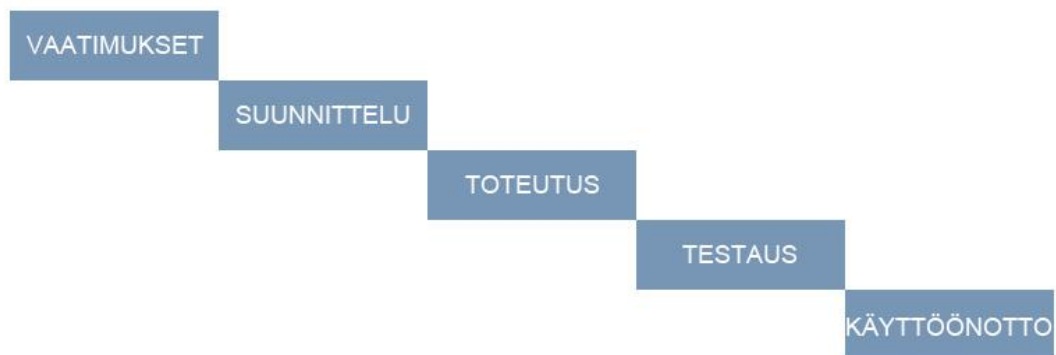 VAATIMUKSET
SUUNNITTELU
TOTEUTUS
TESTAUS
KÄYTTÖÖNOTTO